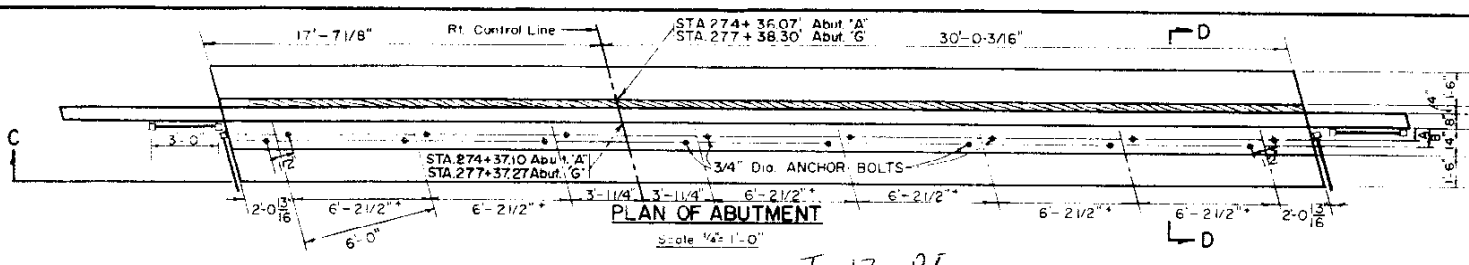 STA.274+36.07' Abut. "A"
STA.277+38.30' Abut. "G"
Rt. Control Line
D
17'-7 1/8"
30'-0-3/16"
1'-6"
4"
8"
C
3'-0"
A
8"
4"
1'-6"
STA.274+37.10 Abut. "A"
STA.277+37.27 Abut. "G"
3/4" Dia. ANCHOR BOLTS
2'-0 3/16
6'-2 1/2"+
6'-2 1/2"+
3'-1 1/4"
3'-1 1/4"
6'-2 1/2"+
6'-2 1/2"
6'-2 1/2"+
6'-2 1/2"+
2'-0 3/16
6'-0"
PLAN OF ABUTMENT
Scale 1/4"=1'-0"
D